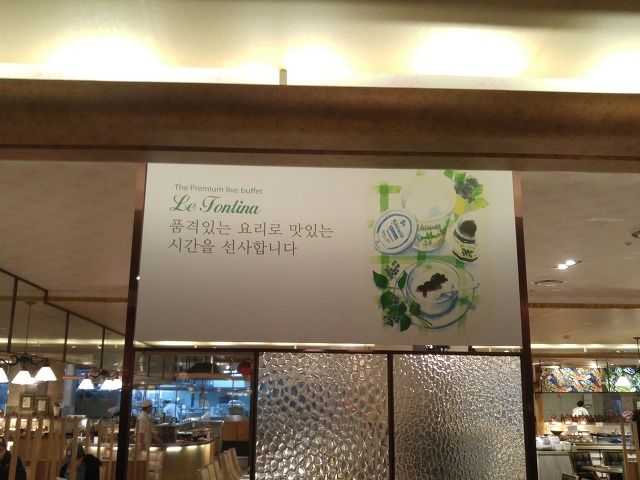 The Premium live buffet
Le Tontina
품격있는 요리로 맛있는
시간을 선사합니다